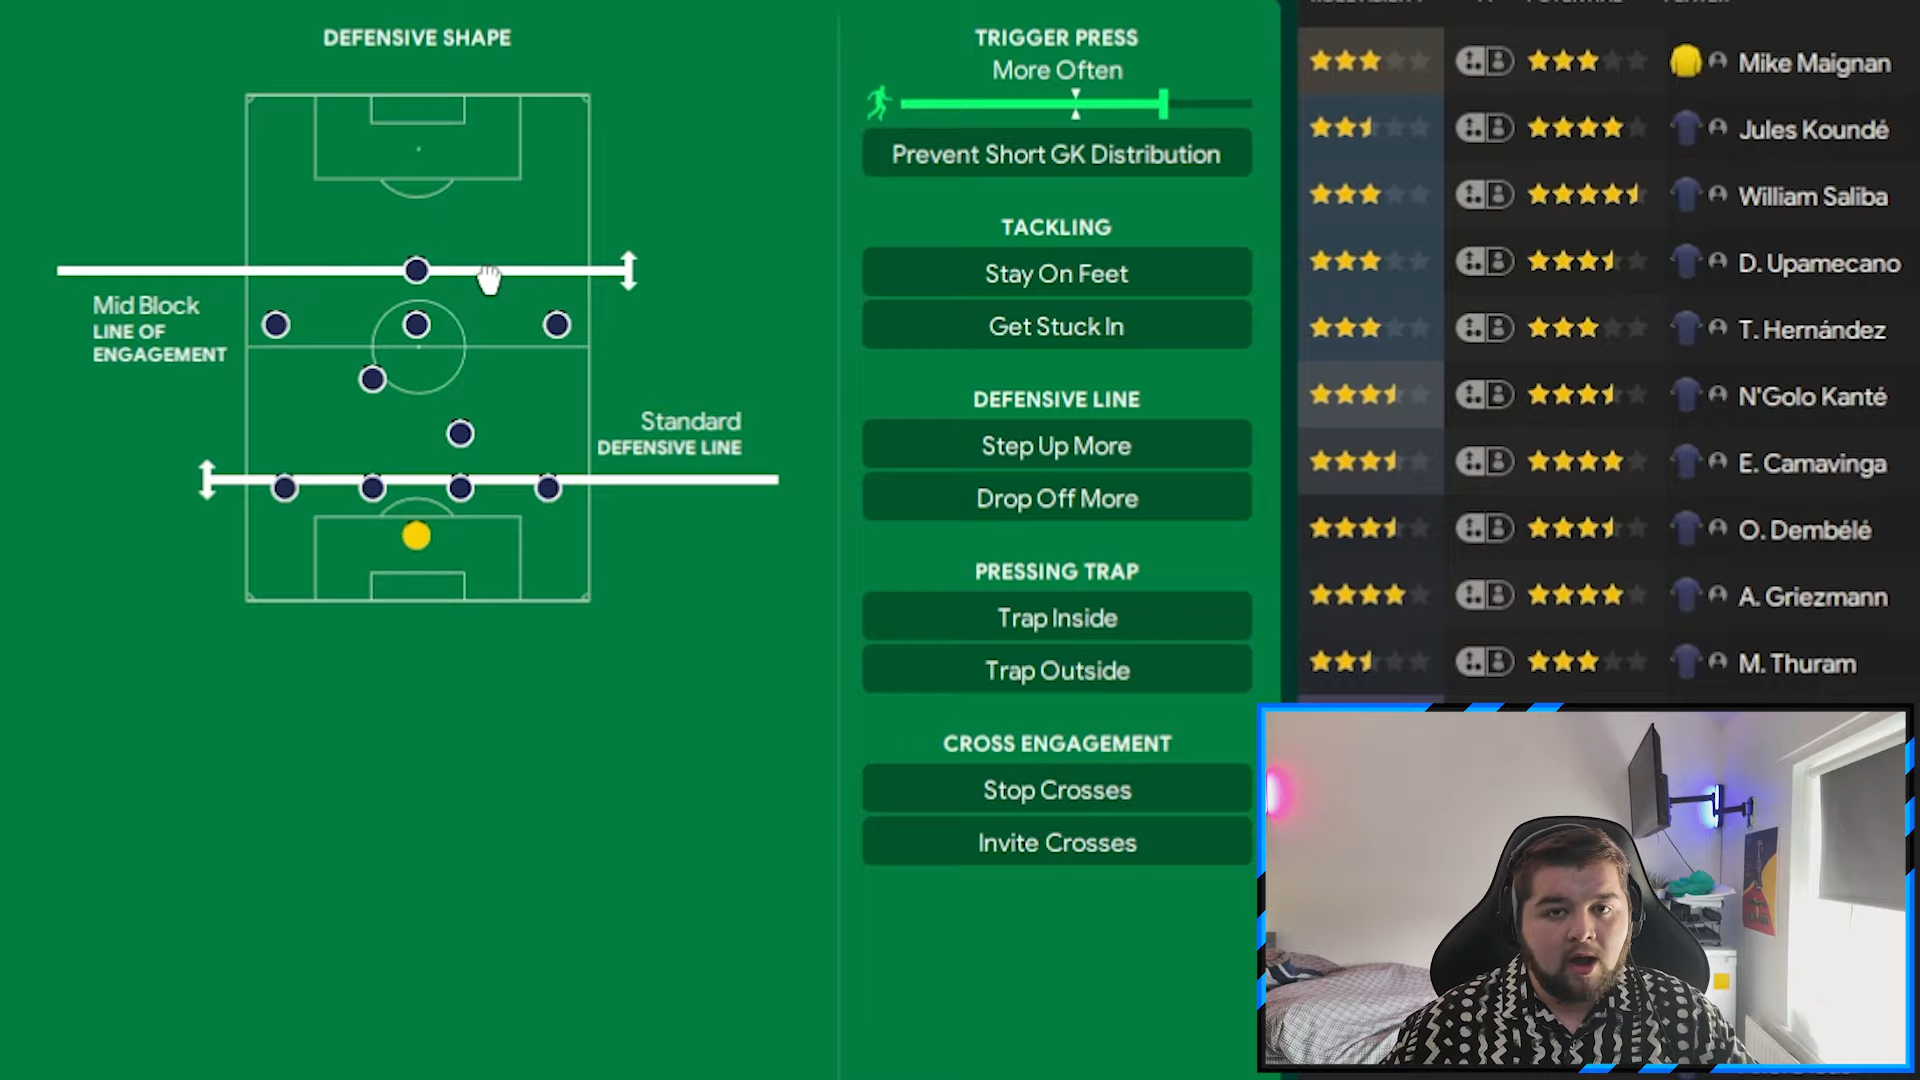 DEFENSIVE SHAPE
Mid Block
LINE OF
ENGAGEMENT
Standard
DEFENSIVE LINE
TRIGGER PRESS
More Often
Prevent Short GK Distribution
TACKLING
Stay On Feet
Get Stuck In
DEFENSIVE LINE
Step Up More
Drop Off More
PRESSING TRAP
Trap Inside
Trap Outside
CROSS ENGAGEMENT
Stop Crosses
Invite Crosses
Mike Maignan
Jules Koundé
William Saliba
D. Upamecano
T. Hernández
N'Golo Kanté
E. Camavinga
O. Dembélé
A. Griezmann
M. Thuram